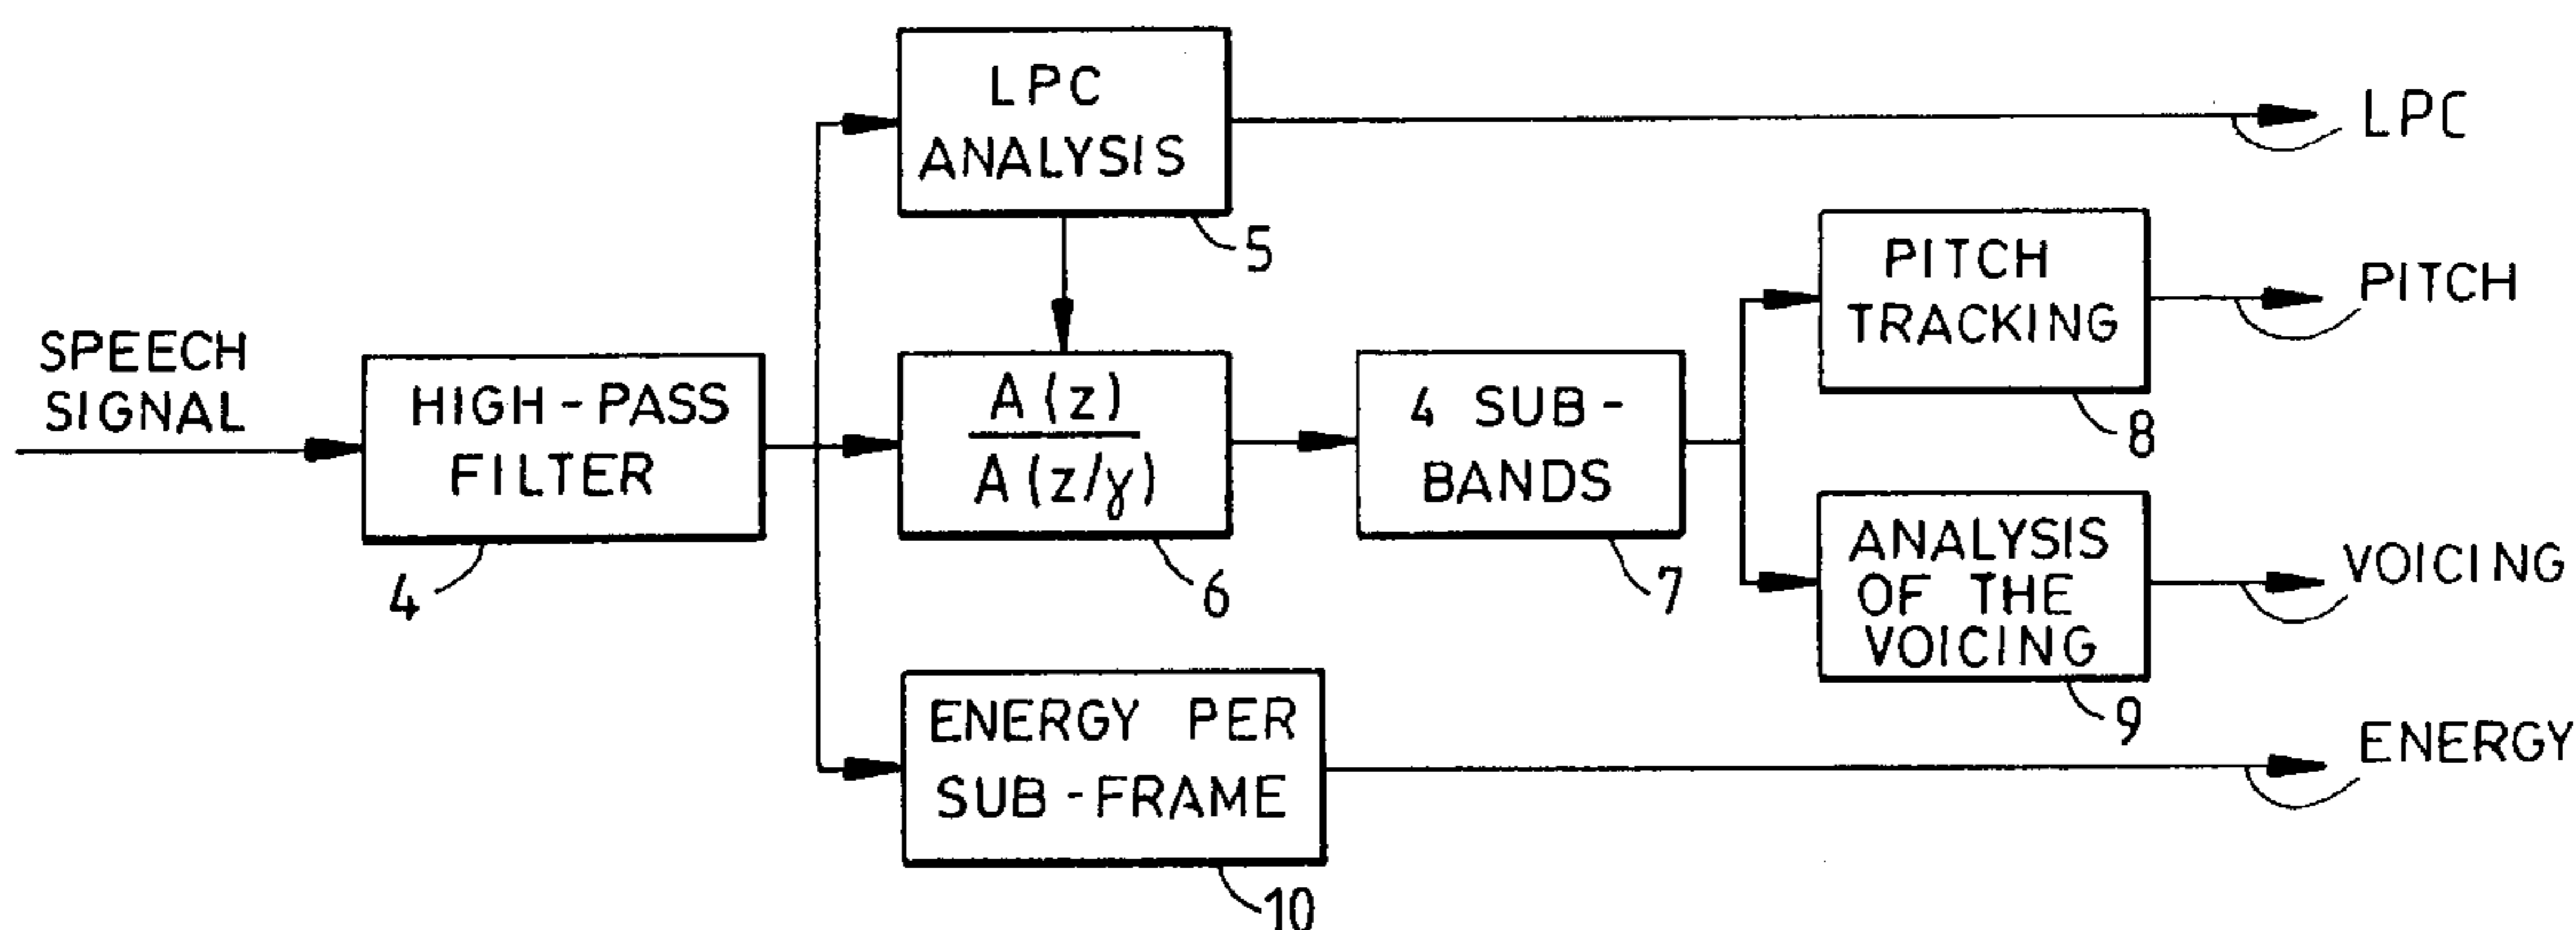 SPEECH
SIGNAL
HIGH-PASS
FILTER
4
LPC
ANALYSIS
5
A(z)
A(z/γ)
6
4 SUB-
BANDS
7
PITCH
TRACKING
8
ANALYSIS
OF THE
VOICING
9
ENERGY PER
SUB-FRAME
10
LPC
PITCH
VOICING
ENERGY